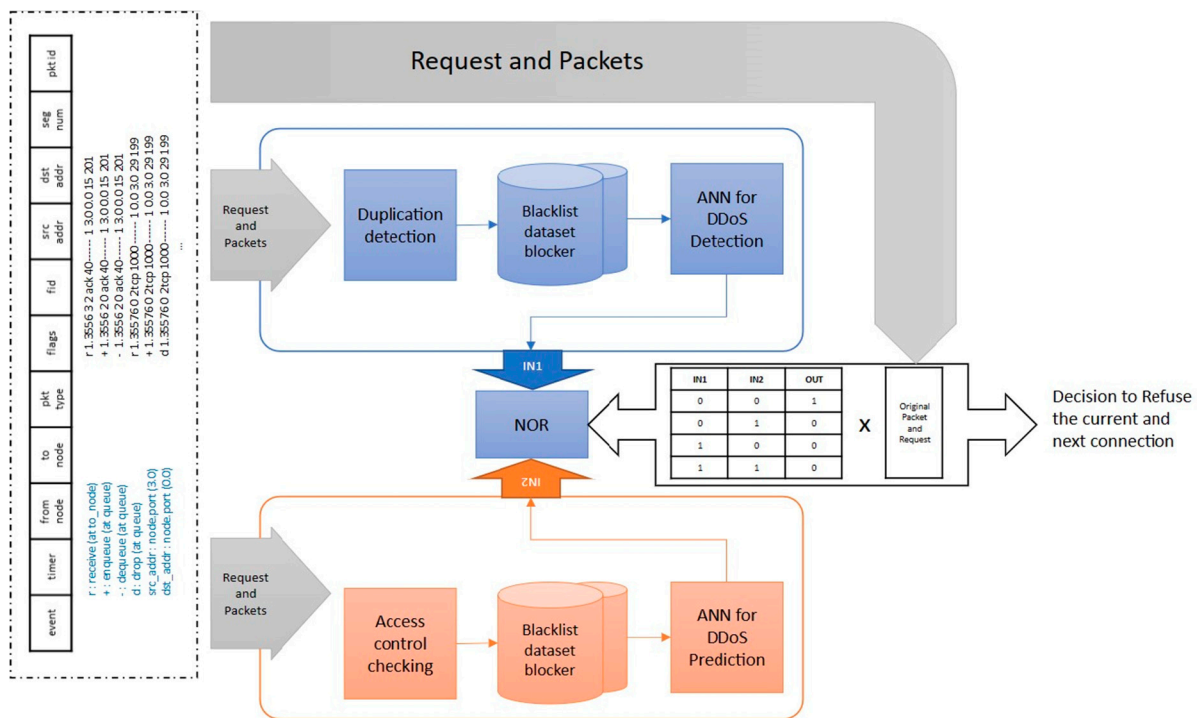 pkt id
seg
num
dst
addr
src
addr
fid
flags
pkt
type
to
node
from
node
timer
event
r 1.3556 3 2 ack 40------ 1 3.0 0.0 15 201
+ 1.3556 2 0 ack 40------ 1 3.0 0.0 15 201
- 1.3556 2 0 ack 40------ 1 3.0 0.0 15 201
r 1.35576 0 2 tcp 1000------ 1 0.0 3.0 29 199
+ 1.35576 0 2 tcp 1000------ 1 0.0 3.0 29 199
d 1.35576 0 2 tcp 1000------ 1 0.0 3.0 29 199
...
r : receive (at to_node)
+ : enqueue (at queue)
- : dequeue (at queue)
d : drop (at queue)
src_addr : node.port (3.0)
dst_addr : node.port (0.0)
Request and Packets
Request
and
Packets
Duplication
detection
Blacklist
dataset
blocker
ANN for
DDoS
Detection
IN1
NOR
IN2
IN1 IN2 OUT
0 0 1
0 1 0
1 0 0
1 1 0
X
Original
Packet
and
Request
Decision to Refuse
the current and
next connection
Request
and
Packets
Access
control
checking
Blacklist
dataset
blocker
ANN for
DDoS
Prediction